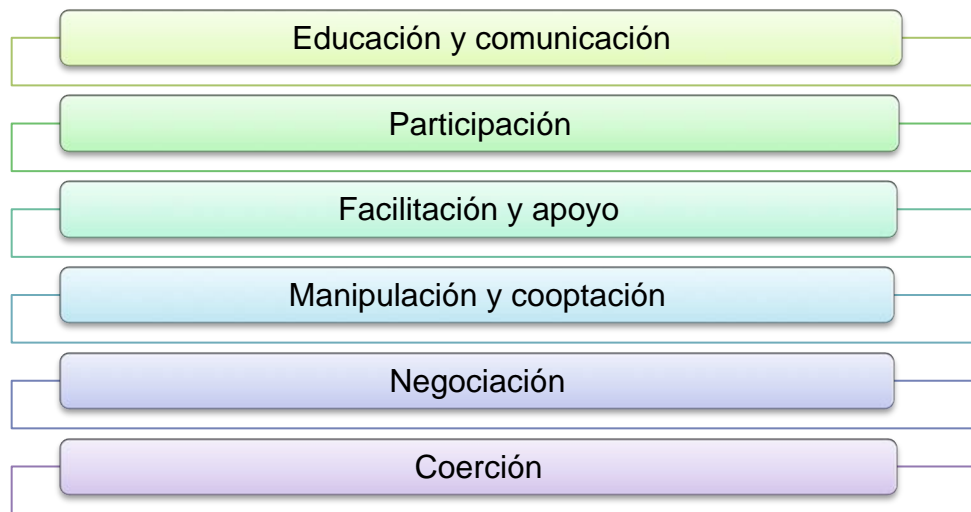 Educación y comunicación
Participación
Facilitación y apoyo
Manipulación y cooptación
Negociación
Coerción